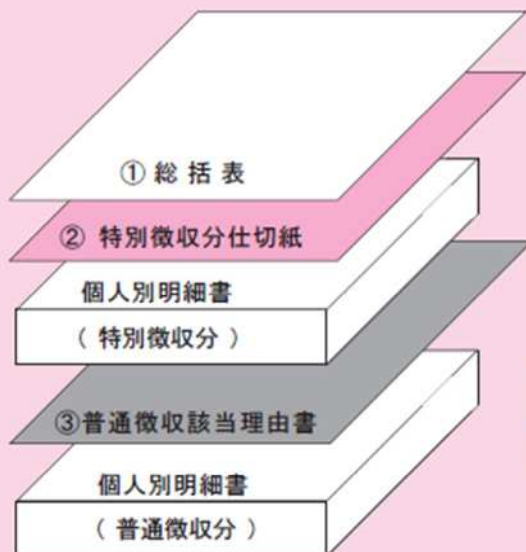 ① 総 括 表
② 特別徴収分仕切紙
個人別明細書
( 特別徴収分 )
③普通徴収該当理由書
個人別明細書
( 普通徴収分 )